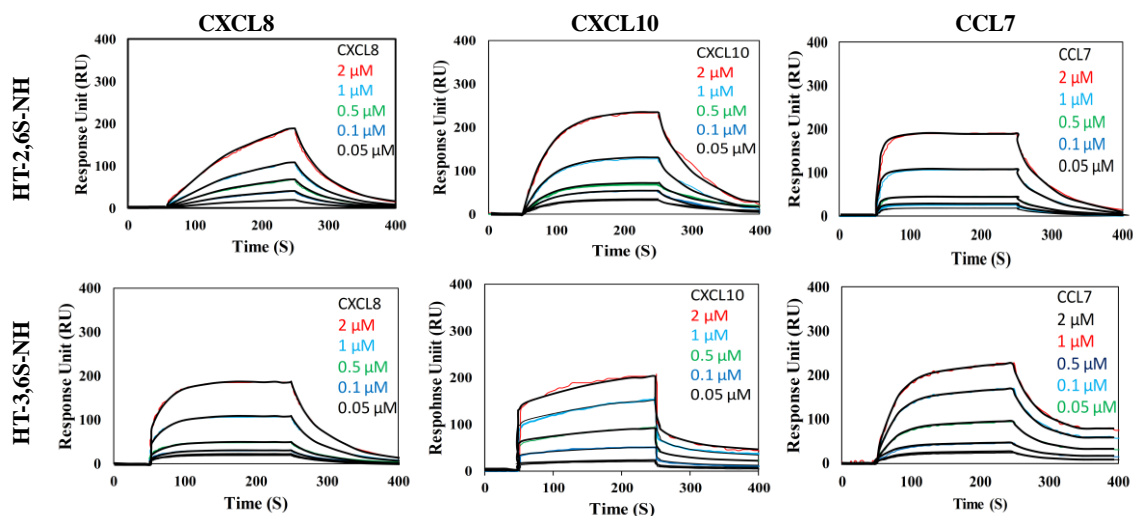 CXCL8
CXCL10
CCL7
HT-2,6S-NH
Response Unit (RU)
400
300
200
100
0
0
100
200
300
400
Time (S)
CXCL8
2 µM
1 µM
0.5 µM
0.1 µM
0.05 µM
Response Unit (RU)
400
300
200
100
0
0
100
200
300
400
Time (S)
CXCL10
2 µM
1 µM
0.5 µM
0.1 µM
0.05 µM
Response Unit (RU)
400
300
200
100
0
0
100
200
300
400
Time (S)
CCL7
2 µM
1 µM
0.5 µM
0.1 µM
0.05 µM
HT-3,6S-NH
Response Unit (RU)
400
300
200
100
0
0
100
200
300
400
Time (S)
CXCL8
2 µM
1 µM
0.5 µM
0.1 µM
0.05 µM
Respohnse Uniit (RU)
400
300
200
100
0
0
100
200
300
400
Time (S)
CXCL10
2 µM
1 µM
0.5 µM
0.1 µM
0.05 µM
Response Unit (RU)
400
300
200
100
0
0
100
200
300
400
Time (S)
CCL7
2 µM
1 µM
0.5 µM
0.1 µM
0.05 µM